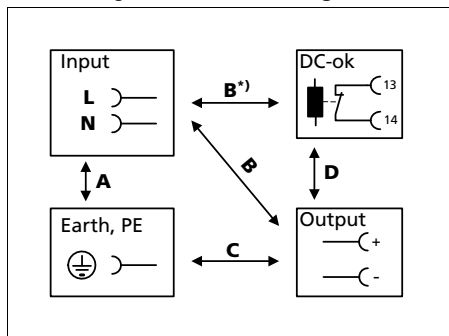 Input
L
N
DC-ok
13
14
B*)
A
B
D
Earth, PE
C
Output
+
-